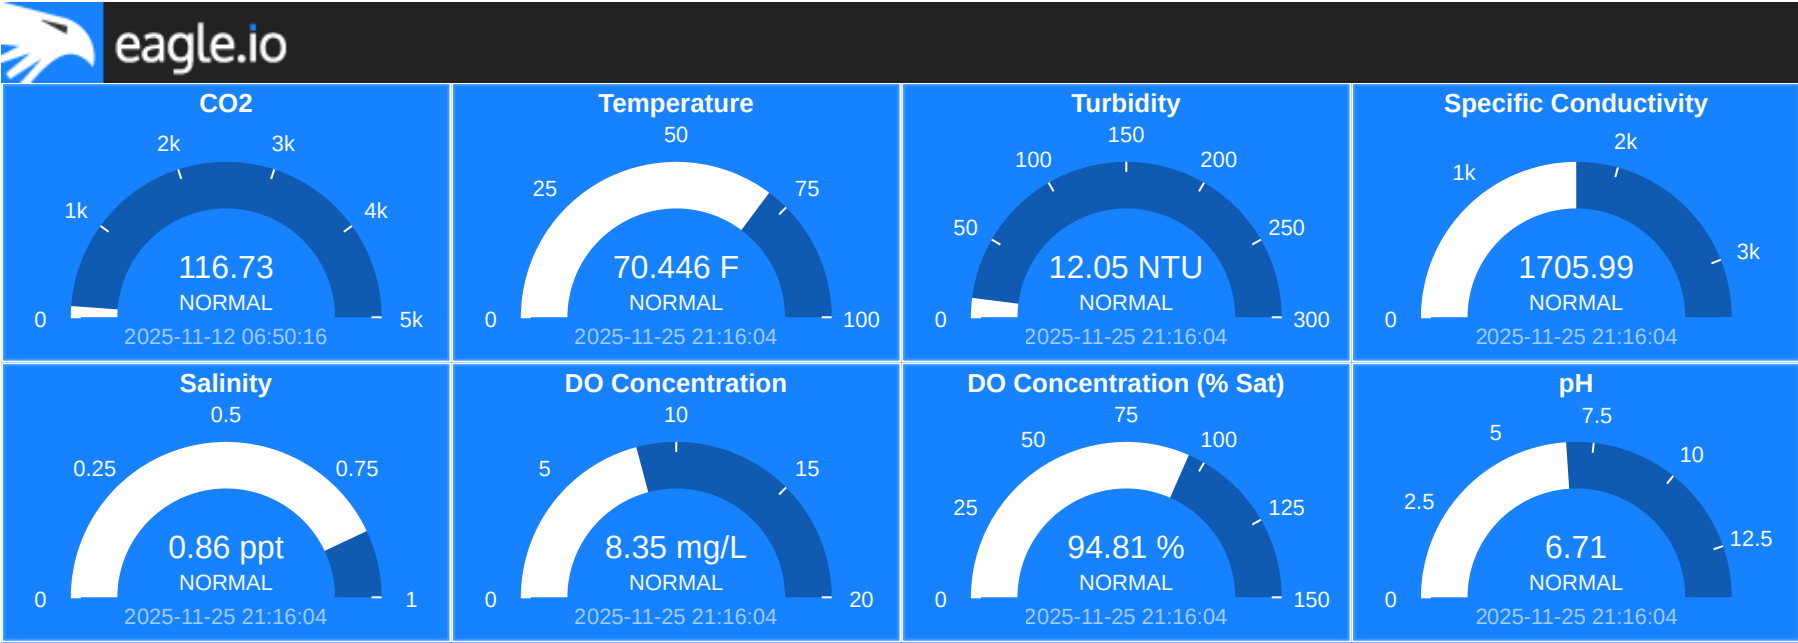 eagle.io
CO2
2k 3k
1k 4k
116.73
NORMAL
0 5k
2025-11-12 06:50:16
Temperature
50
25 75
70.446 F
NORMAL
0 100
2025-11-25 21:16:04
Turbidity
150
100 200
50 250
12.05 NTU
NORMAL
0 300
2025-11-25 21:16:04
Specific Conductivity
2k
1k
3k
1705.99
NORMAL
0
2025-11-25 21:16:04
Salinity
0.5
0.25 0.75
0.86 ppt
NORMAL
0 1
2025-11-25 21:16:04
DO Concentration
10
5 15
8.35 mg/L
NORMAL
0 20
2025-11-25 21:16:04
DO Concentration (% Sat)
75
50 100
25 125
94.81 %
NORMAL
0 150
2025-11-25 21:16:04
pH
7.5
5
10
2.5
12.5
6.71
NORMAL
0
2025-11-25 21:16:04